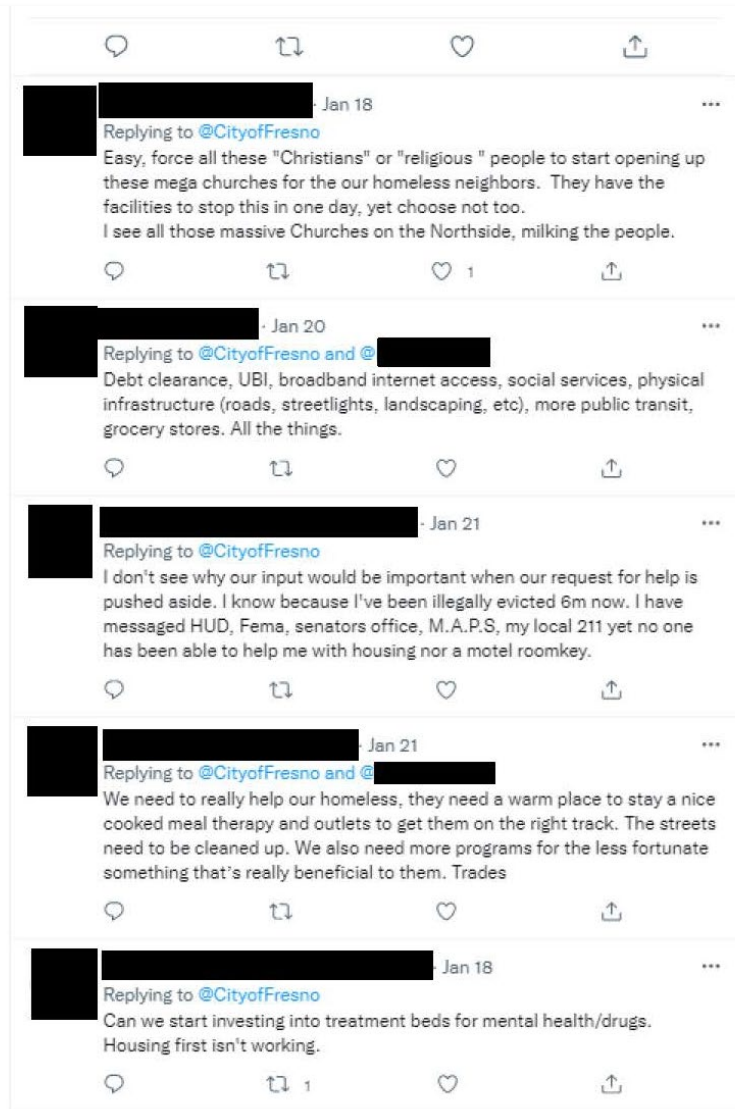 · Jan 18
Replying to @CityofFresno
Easy, force all these "Christians" or "religious " people to start opening up
these mega churches for the our homeless neighbors. They have the
facilities to stop this in one day, yet choose not too.
I see all those massive Churches on the Northside, milking the people.
1
· Jan 20
Replying to @CityofFresno and @
Debt clearance, UBI, broadband internet access, social services, physical
infrastructure (roads, streetlights, landscaping, etc), more public transit,
grocery stores. All the things.
· Jan 21
Replying to @CityofFresno
I don't see why our input would be important when our request for help is
pushed aside. I know because I've been illegally evicted 6m now. I have
messaged HUD, Fema, senators office, M.A.P.S, my local 211 yet no one
has been able to help me with housing nor a motel roomkey.
· Jan 21
Replying to @CityofFresno and @
We need to really help our homeless, they need a warm place to stay a nice
cooked meal therapy and outlets to get them on the right track. The streets
need to be cleaned up. We also need more programs for the less fortunate
something that's really beneficial to them. Trades
· Jan 18
Replying to @CityofFresno
Can we start investing into treatment beds for mental health/drugs.
Housing first isn't working.
1